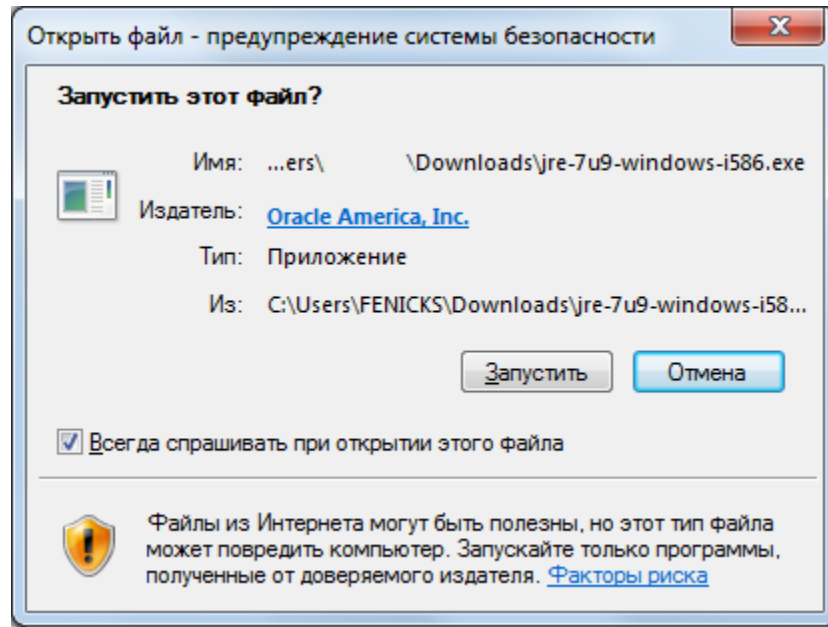 Открыть файл - предупреждение системы безопасности
Запустить этот файл?
Имя: ...ers\ \Downloads\jre-7u9-windows-i586.exe
Издатель: Oracle America, Inc.
Тип: Приложение
Из: C:\Users\FENICKS\Downloads\jre-7u9-windows-i58...
Запустить Отмена
Всегда спрашивать при открытии этого файла
Файлы из Интернета могут быть полезны, но этот тип файла
может повредить компьютер. Запускайте только программы,
полученные от доверяемого издателя. Факторы риска